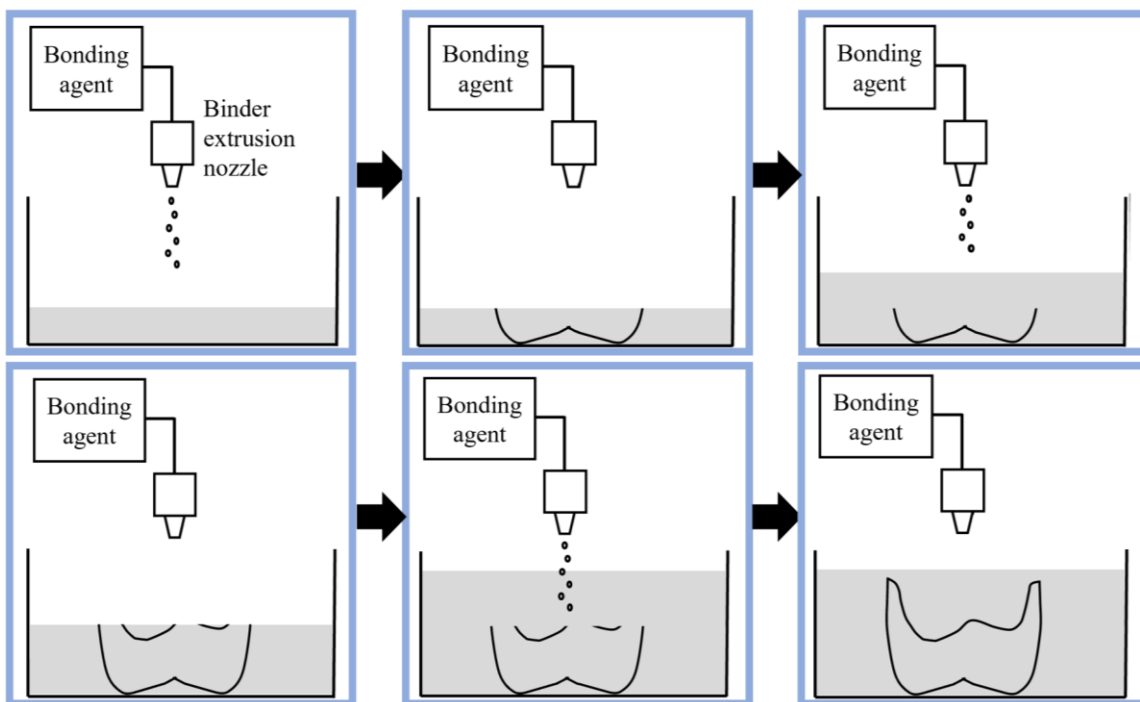 Bonding
agent
Binder
extrusion
nozzle
Bonding
agent
Bonding
agent
Bonding
agent
Bonding
agent
Bonding
agent